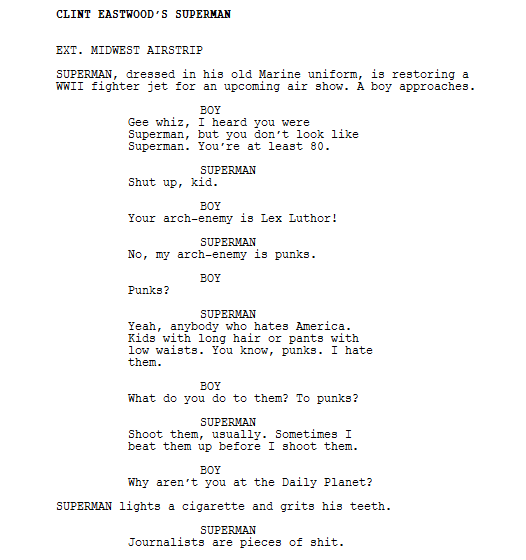 CLINT EASTWOOD'S SUPERMAN
EXT. MIDWEST AIRSTRIP
SUPERMAN, dressed in his old Marine uniform, is restoring a
WWII fighter jet for an upcoming air show. A boy approaches.
BOY
Gee whiz, I heard you were
Superman, but you don't look like
Superman. You're at least 80.
SUPERMAN
Shut up, kid.
BOY
Your arch-enemy is Lex Luthor!
SUPERMAN
No, my arch-enemy is punks.
BOY
Punks?
SUPERMAN
Yeah, anybody who hates America.
Kids with long hair or pants with
low waists. You know, punks. I hate
them.
BOY
What do you do to them? To punks?
SUPERMAN
Shoot them, usually. Sometimes I
beat them up before I shoot them.
BOY
Why aren't you at the Daily Planet?
SUPERMAN lights a cigarette and grits his teeth.
SUPERMAN
Journalists are pieces of shit.